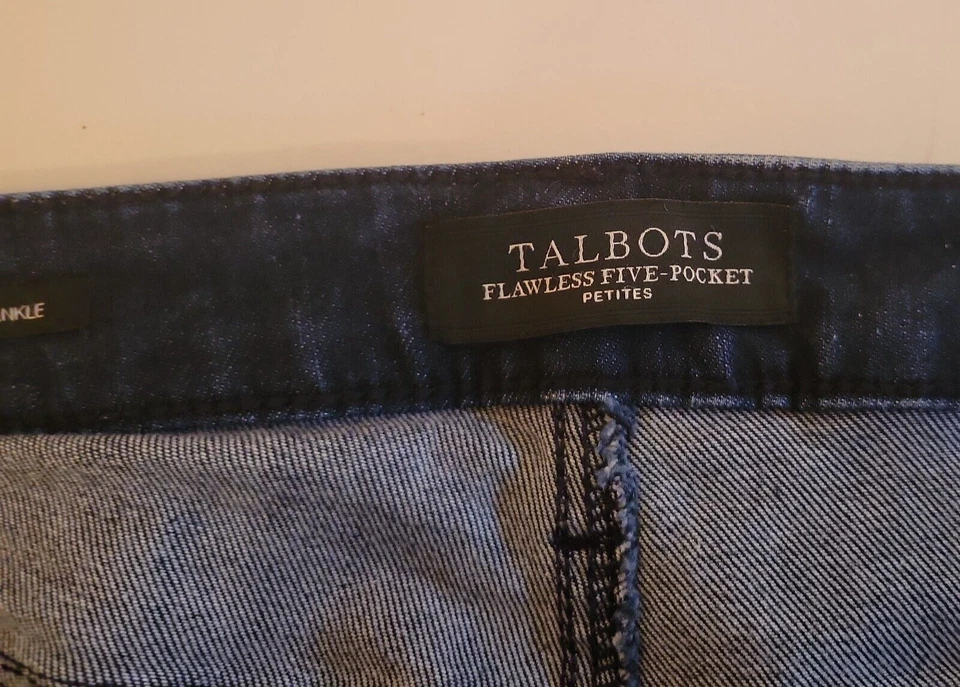 TALBOTS
FLAWLESS FIVE-POCKET
PETITES
NKLE